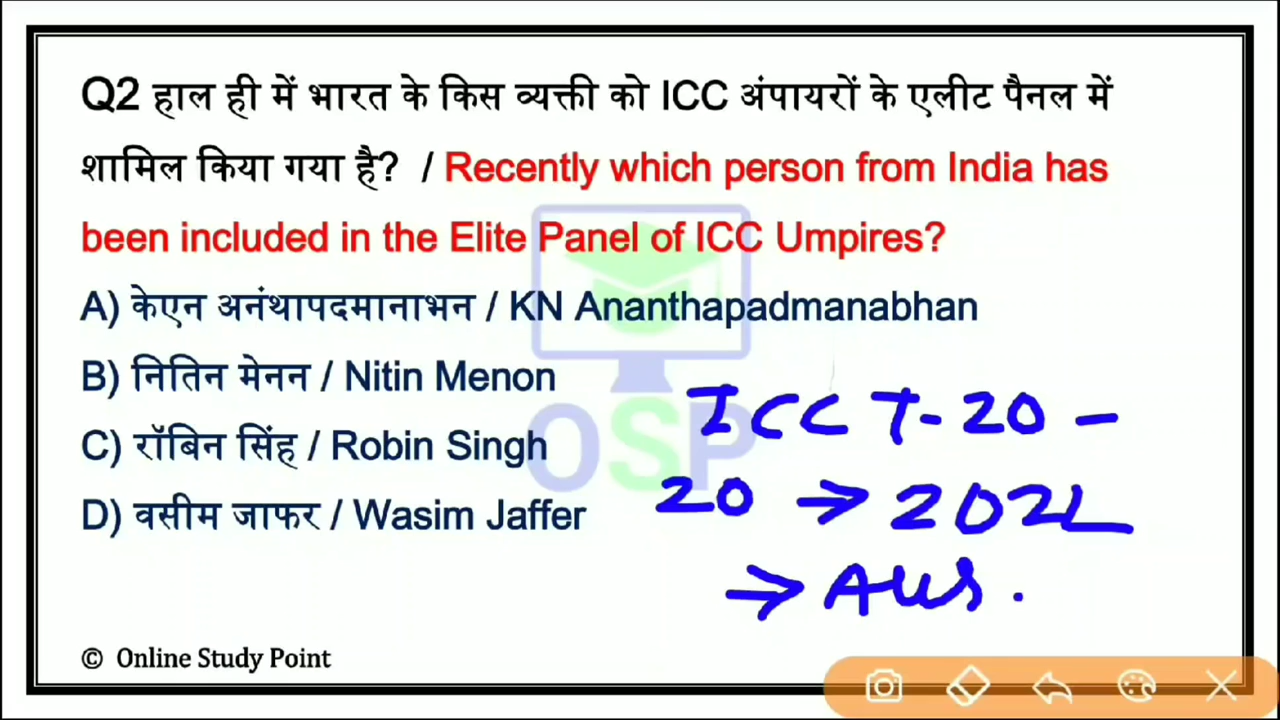 Q2 हाल ही में भारत के किस व्यक्ती को ICC अंपायरों के एलीट पैनल में
शामिल किया गया है? / Recently which person from India has
been included in the Elite Panel of ICC Umpires?
A) केएन अनंथापदमानाभन / KN Ananthapadmanabhan
B) नितिन मेनन / Nitin Menon
C) रॉबिन सिंह / Robin Singh
D) वसीम जाफर / Wasim Jaffer
OSP
ICC T-20 -
20 →
→ Aus.
© Online Study Point